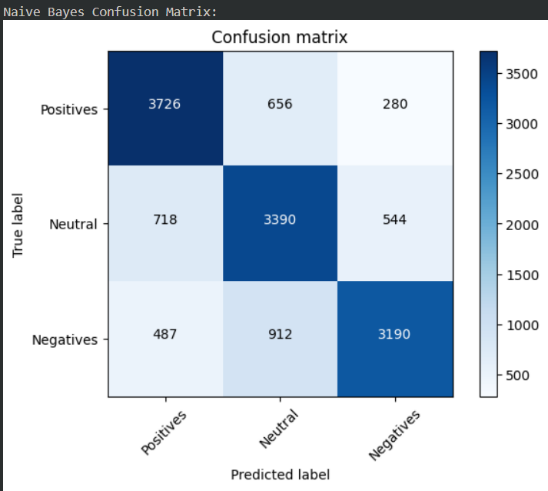 Naive Bayes Confusion Matrix:
Confusion matrix
Positives 3726 656 280
Neutral 718 3390 544
Negatives 487 912 3190
Positives Neutral Negatives
True label
Predicted label
3500
3000
2500
2000
1500
1000
500